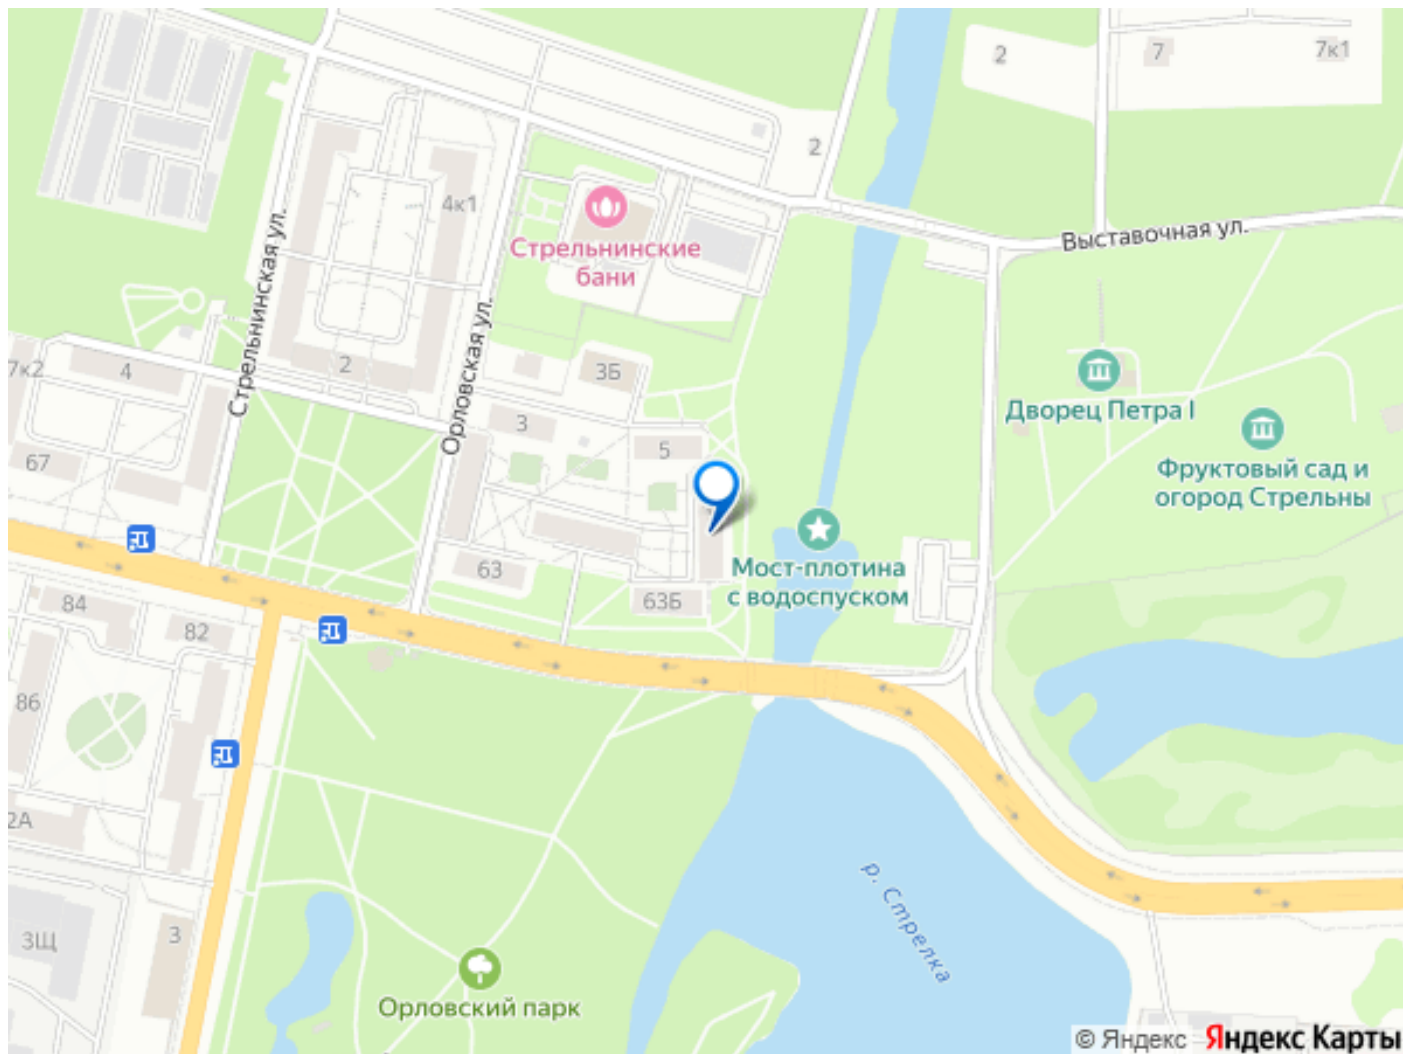 2
7
7к1
2
4к1
Стрельнинские
бани
Выставочная ул.
Стрельнинская ул.
Орловская ул.
7к2
4
2
3Б
3
5
Дворец Петра I
Фруктовый сад и
огород Стрельны
67
63
63Б
Мост-плотина
с водоспуском
84
82
86
2А
3Щ
3
р. Стрелка
Орловский парк
© Яндекс Яндекс Карты